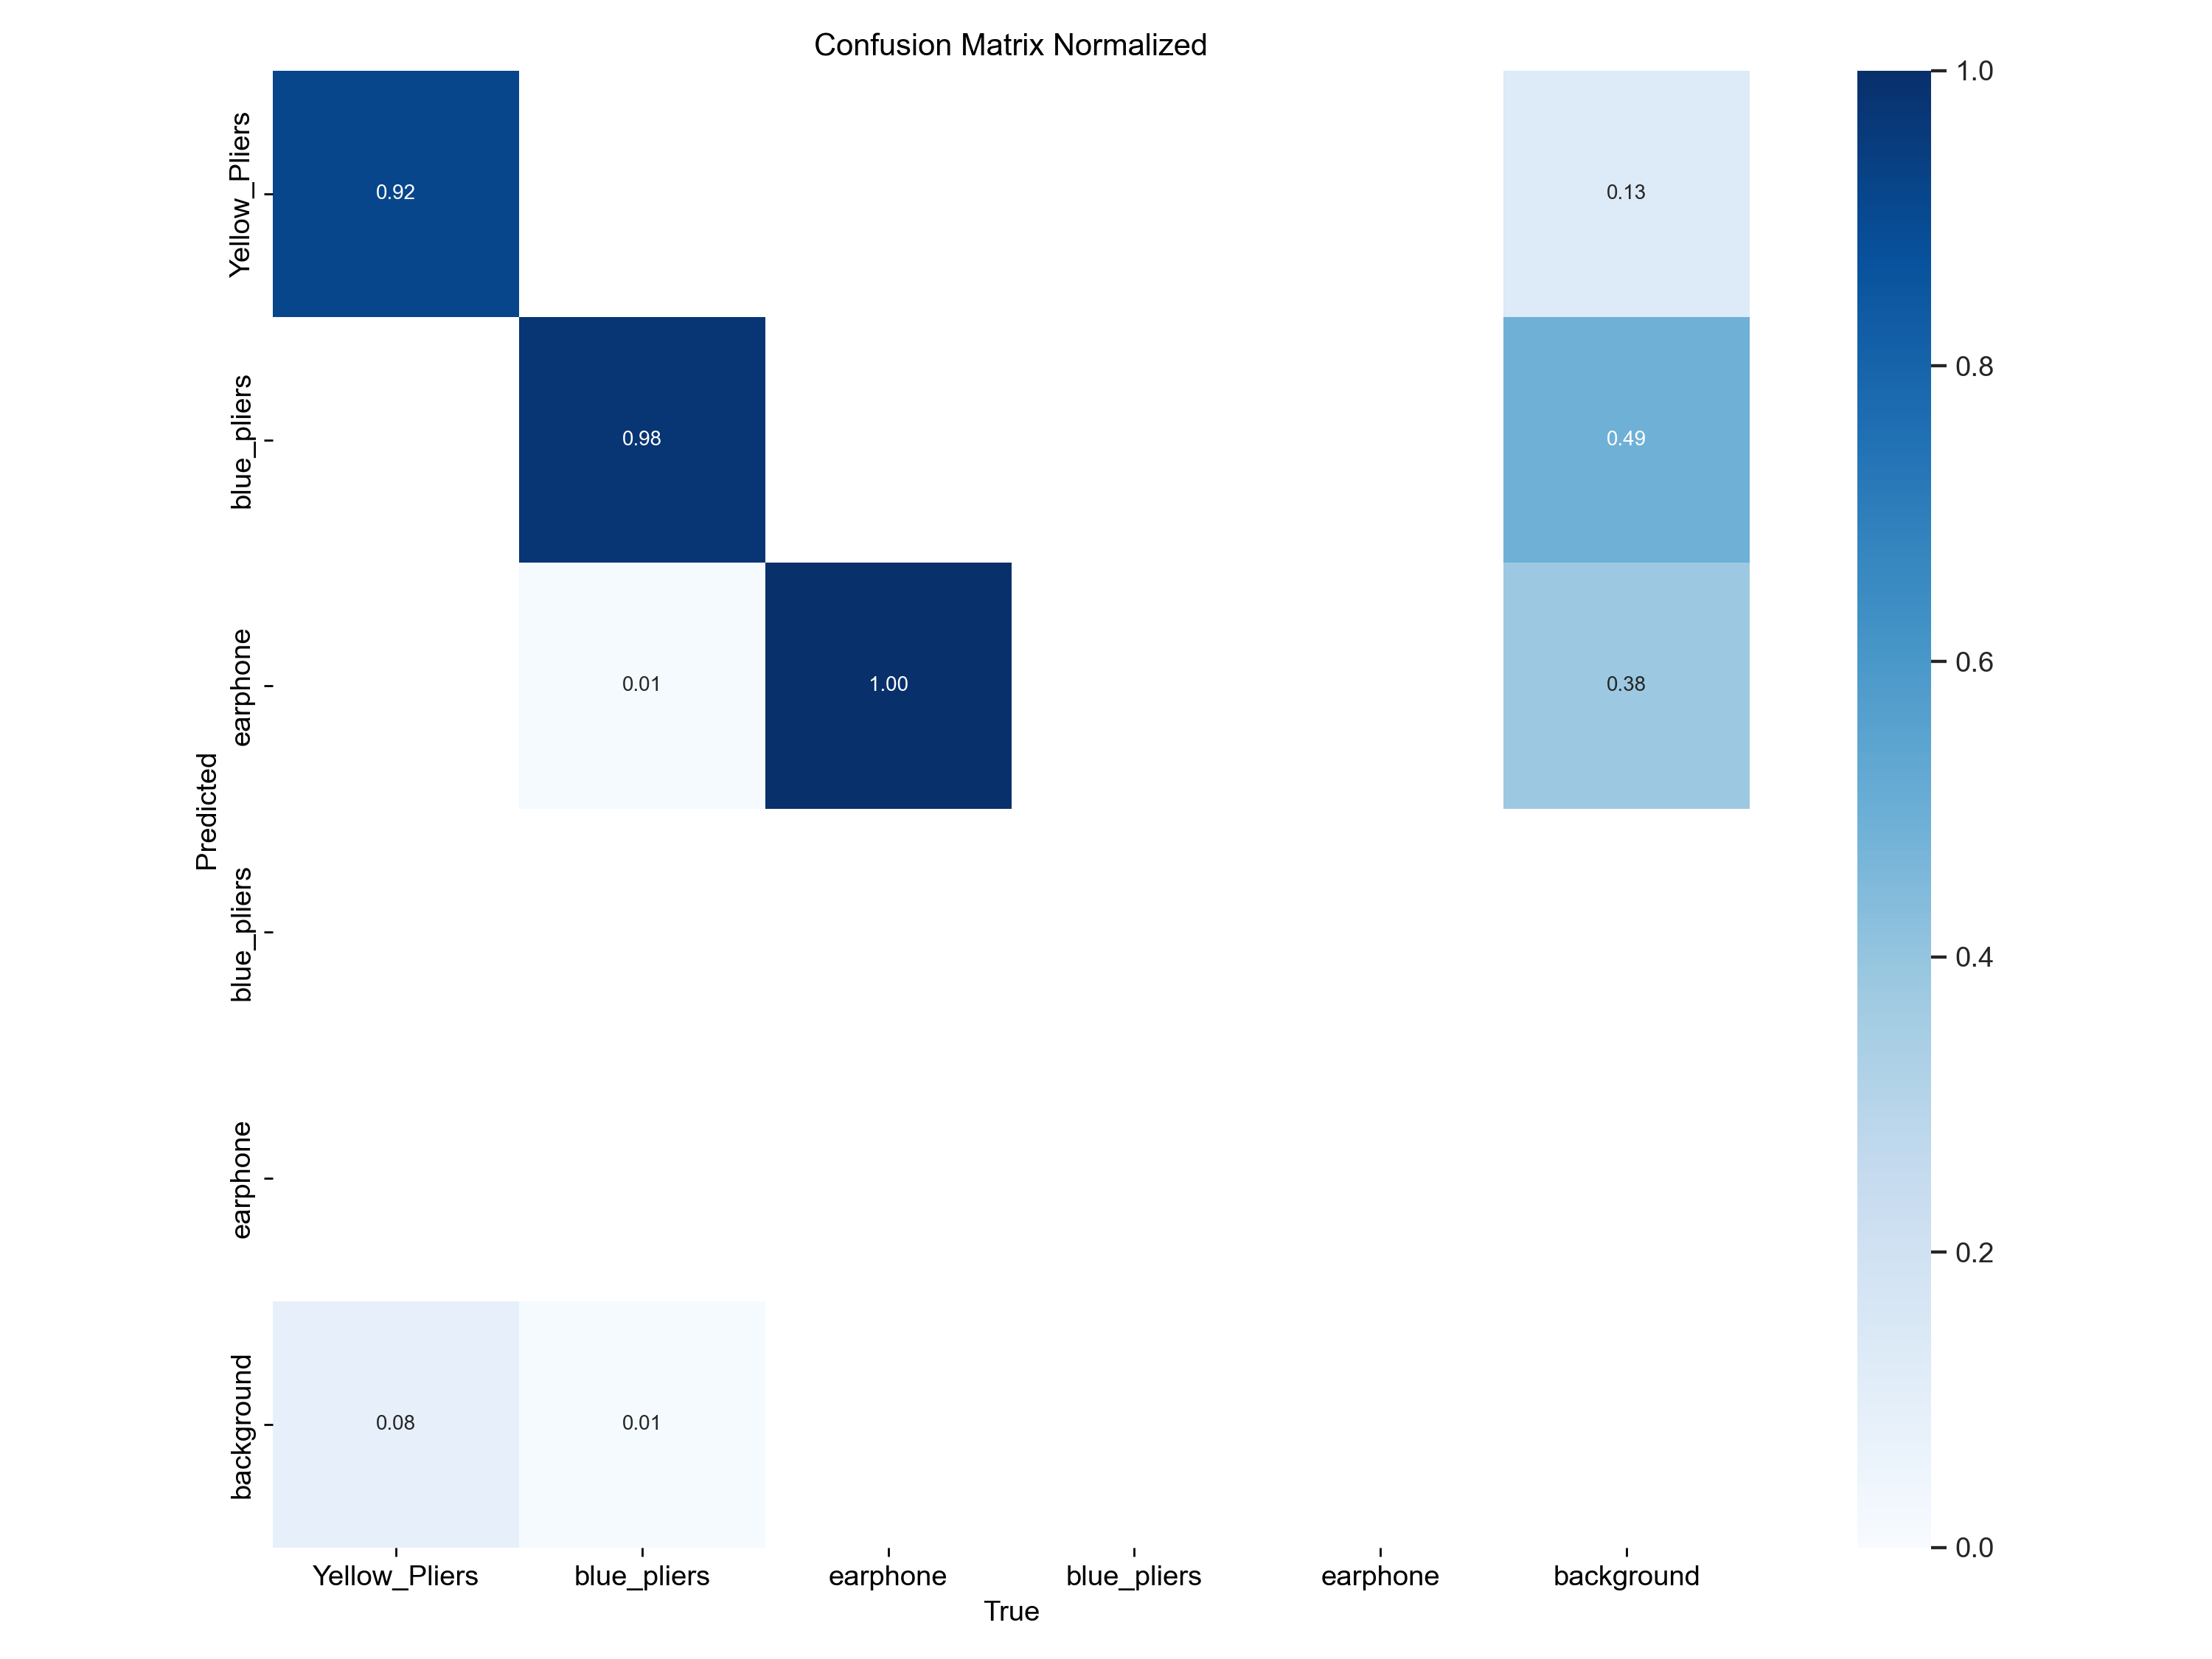 Confusion Matrix Normalized
Yellow_Pliers
blue_pliers
earphone
blue_pliers
earphone
background
Predicted
0.92
0.13
0.98
0.49
0.01
1.00
0.38
0.08
0.01
Yellow_Pliers
blue_pliers
earphone
blue_pliers
earphone
background
True
1.0
0.8
0.6
0.4
0.2
0.0